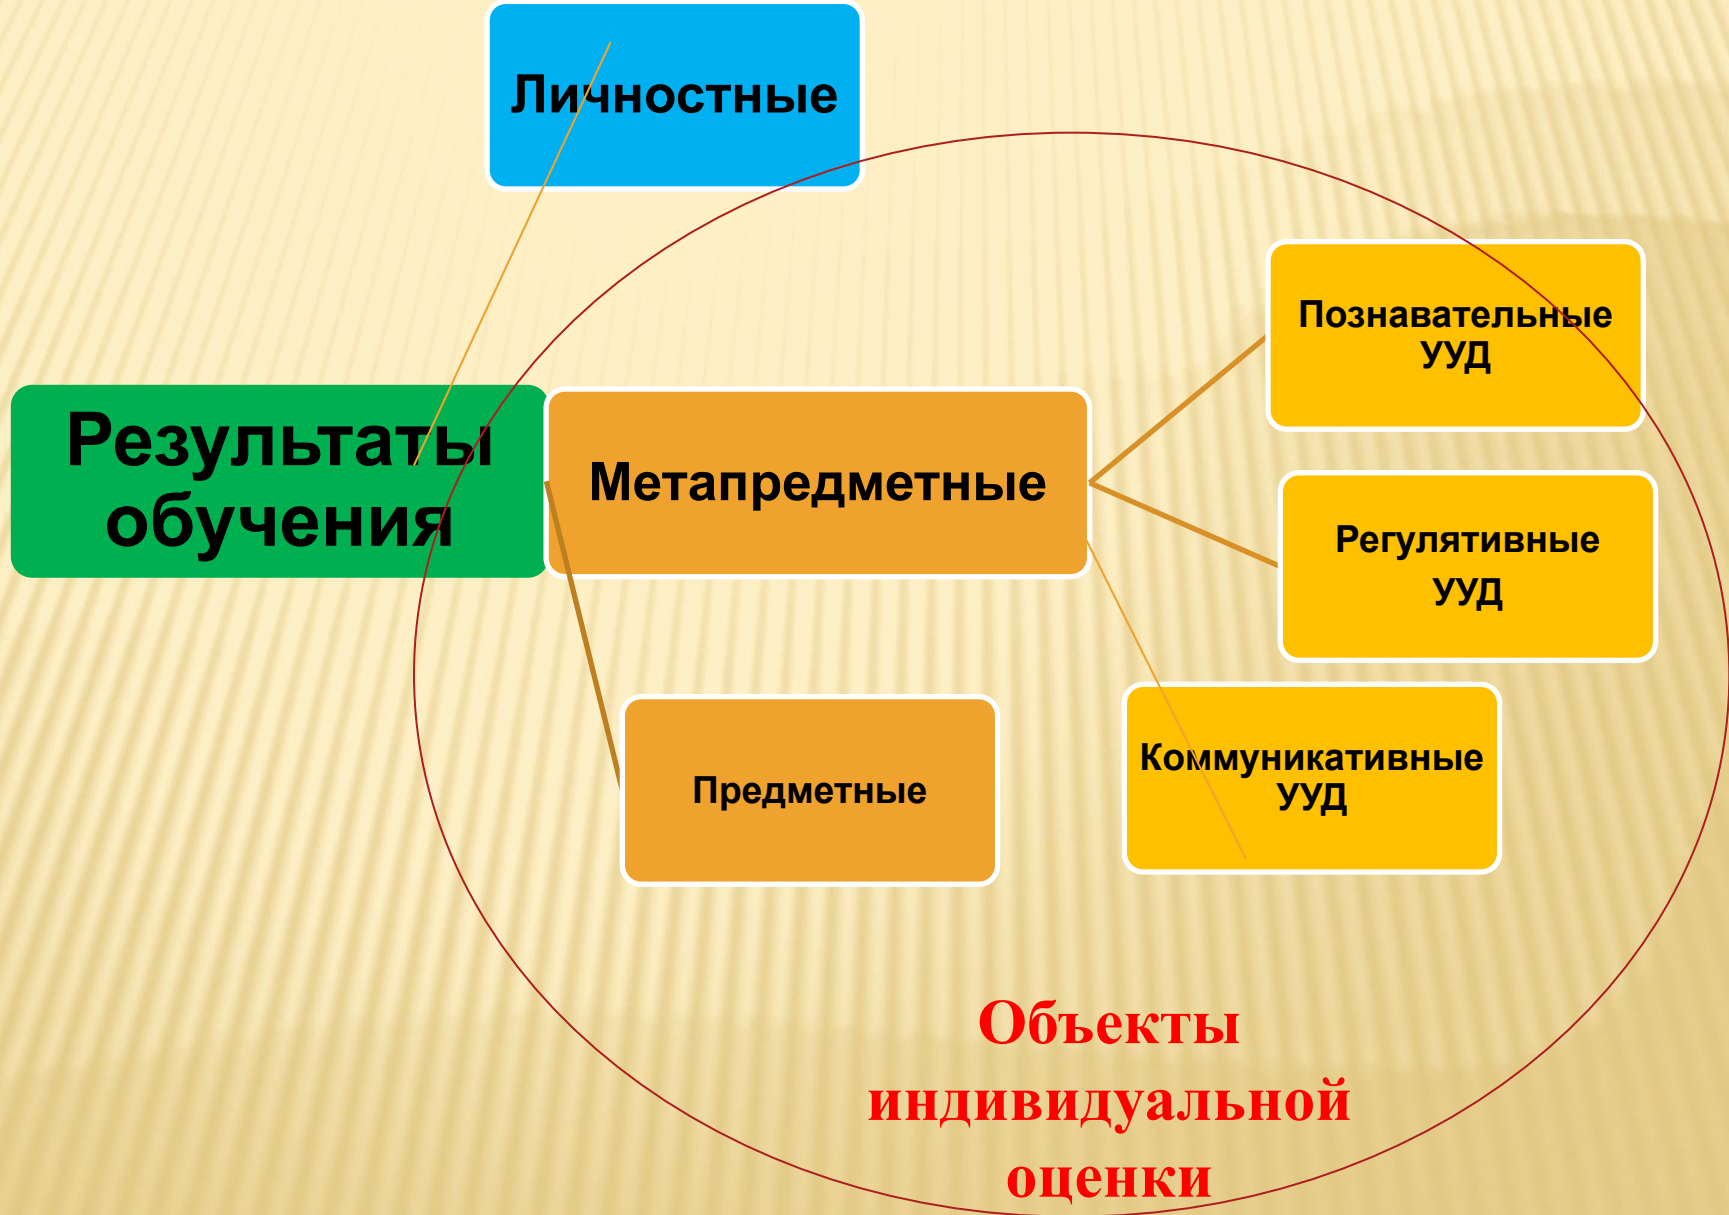 Личностные
Результаты
обучения
Метапредметные
Познавательные
УУД
Регулятивные
УУД
Предметные
Коммуникативные
УУД
Объекты
индивидуальной
оценки